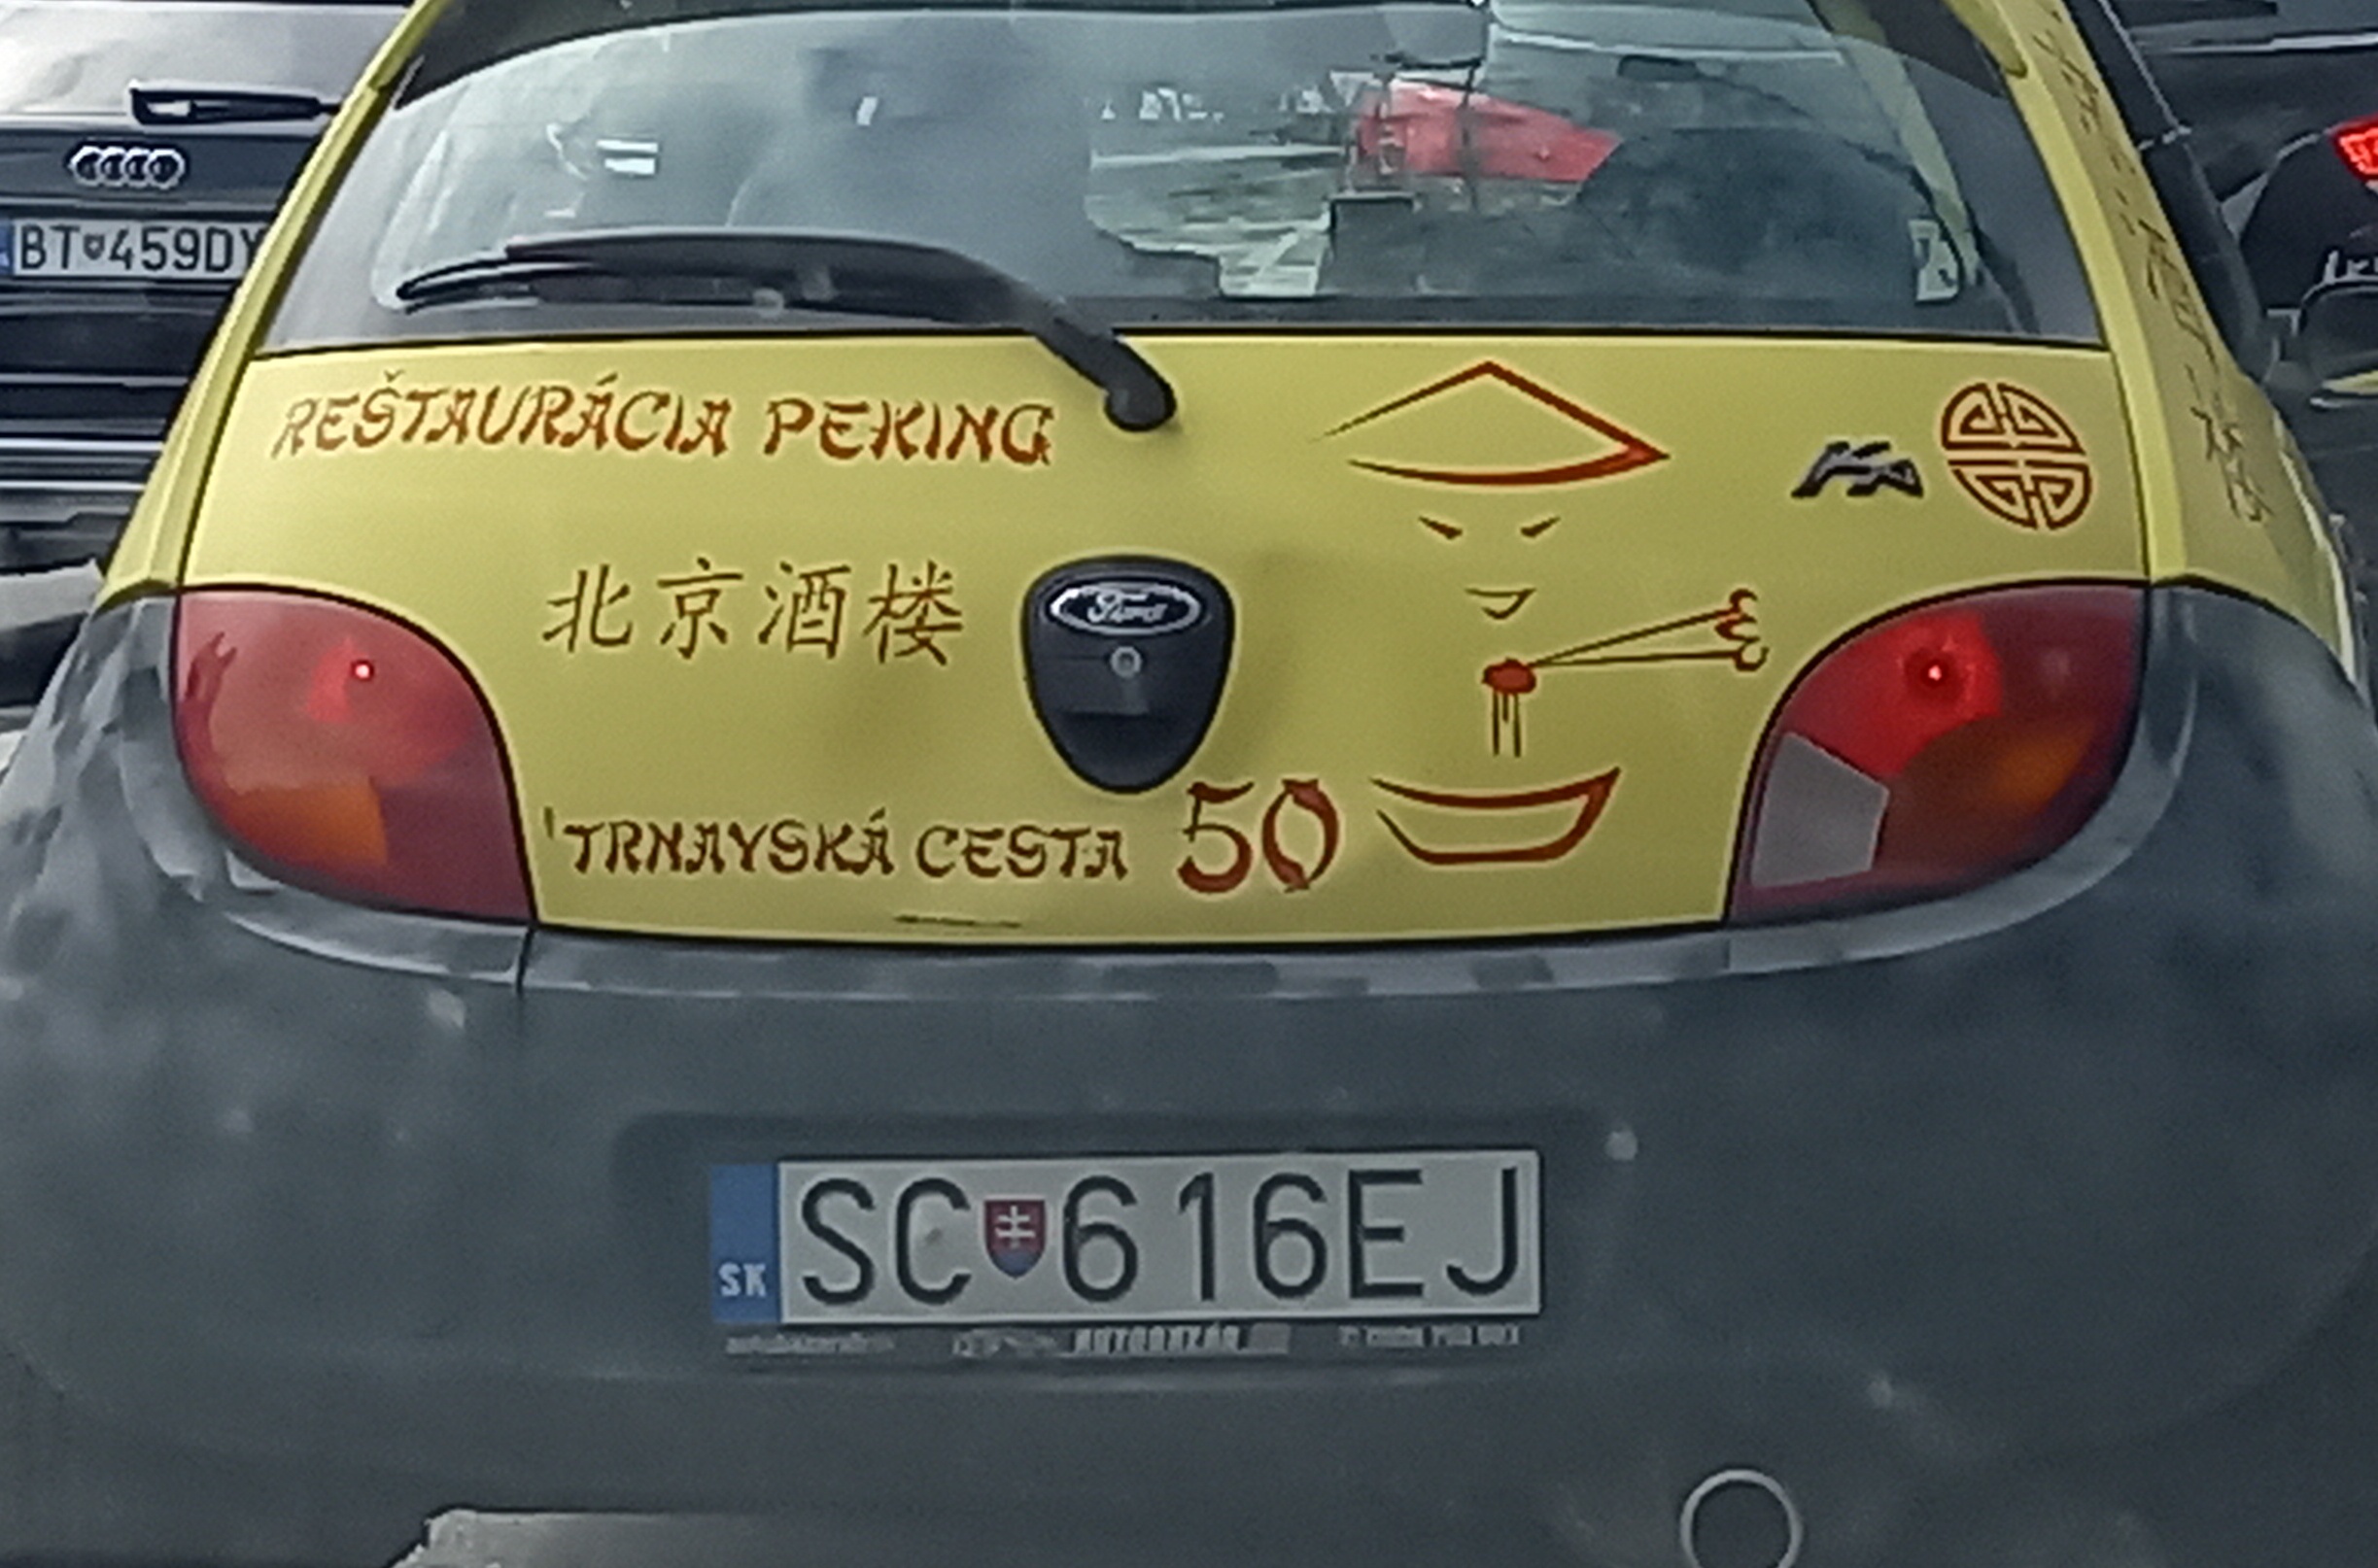 BT 459DY
REŠTAURÁCIA PEKING
Ka
北京酒楼
Ford
TRNAVSKÁ CESTA 50
SC 616EJ
SK